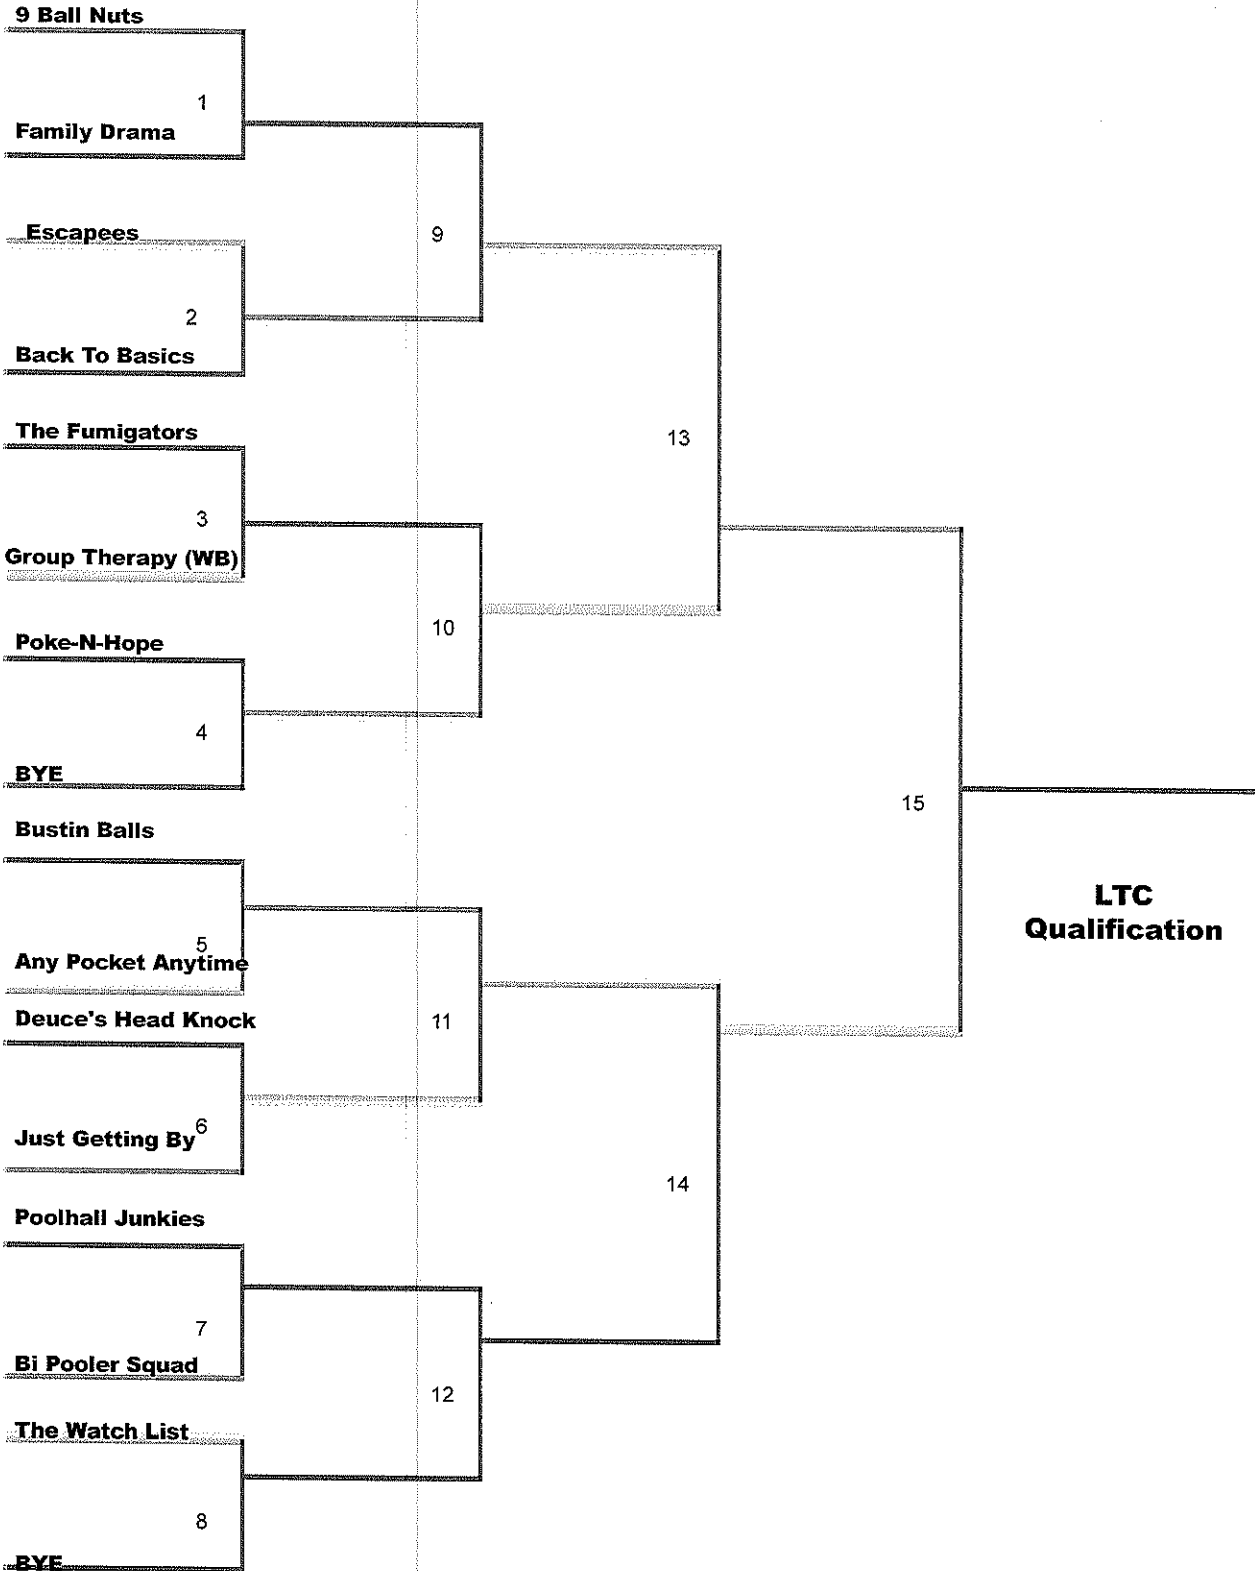 9 Ball Nuts
1
Family Drama
Escapees
9
2
Back To Basics
The Fumigators
13
3
Group Therapy (WB)
10
Poke-N-Hope
4
BYE
15
Bustin Balls
LTC
Qualification
5
Any Pocket Anytime
Deuce's Head Knock
11
6
Just Getting By
14
Poolhall Junkies
7
Bi Pooler Squad
12
The Watch List
8
BYE